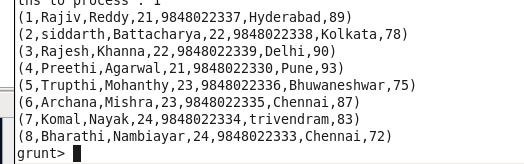 to process : 1
(1,Rajiv,Reddy,21,9848022337,Hyderabad,89)
(2,siddarth,Battacharya,22,9848022338,Kolkata,78)
(3,Rajesh,Khanna,22,9848022339,Delhi,90)
(4,Preethi,Agarwal,21,9848022330,Pune,93)
(5,Trupthi,Mohanthy,23,9848022336,Bhuwaneshwar,75)
(6,Archana,Mishra,23,9848022335,Chennai,87)
(7,Komal,Nayak,24,9848022334,trivendram,83)
(8,Bharathi,Nambiayar,24,9848022333,Chennai,72)
grunt>